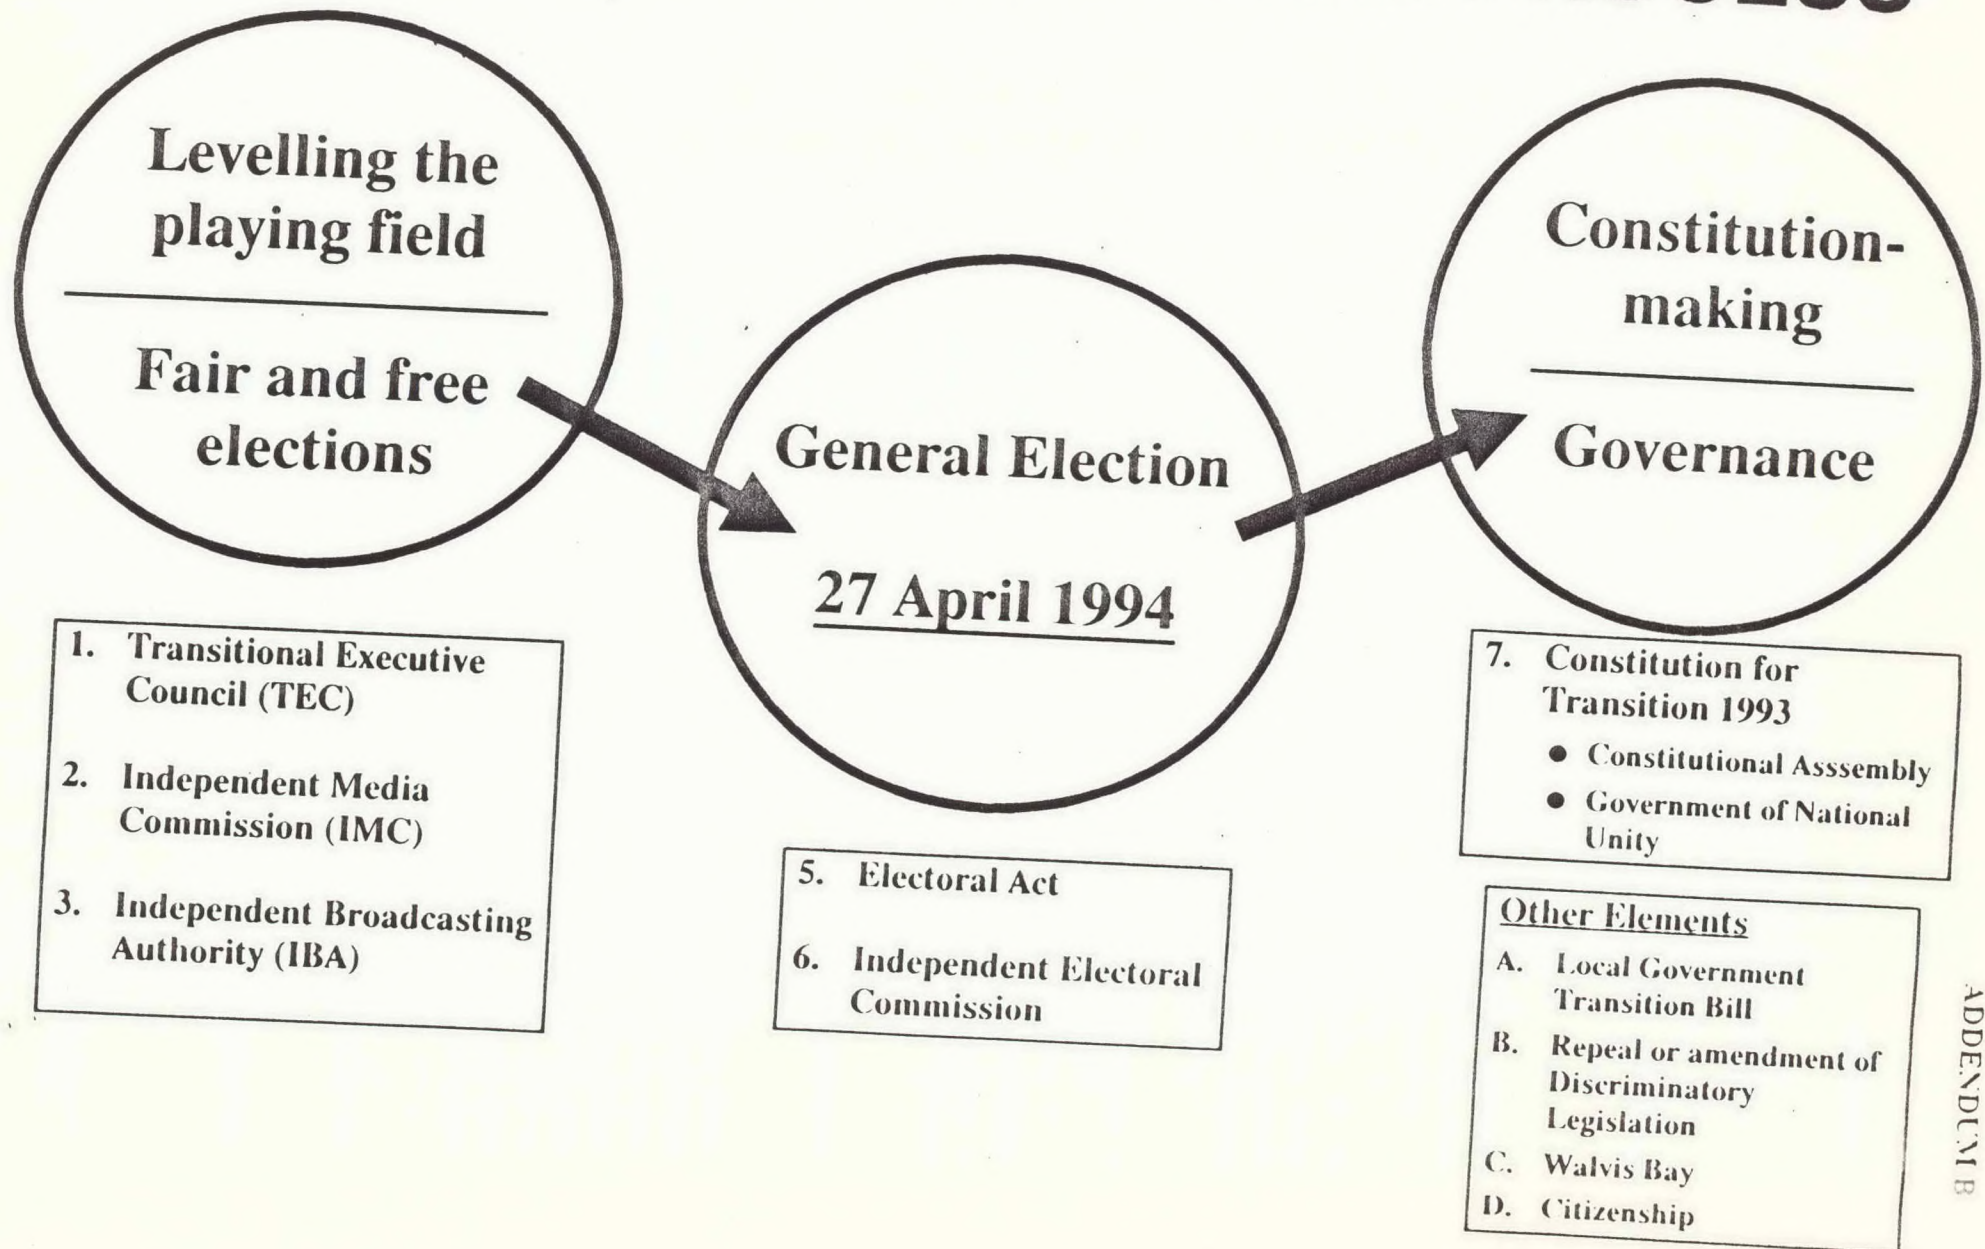 Levelling the
playing field
Fair and free
elections
General Election
27 April 1994
Constitution-
making
Governance
1. Transitional Executive
Council (TEC)
2. Independent Media
Commission (IMC)
3. Independent Broadcasting
Authority (IBA)
5. Electoral Act
6. Independent Electoral
Commission
7. Constitution for
Transition 1993
● Constitutional Asssembly
● Government of National
Unity
Other Elements
A. Local Government
Transition Bill
B. Repeal or amendment of
Discriminatory
Legislation
C. Walvis Bay
D. Citizenship
ADDENDUM B